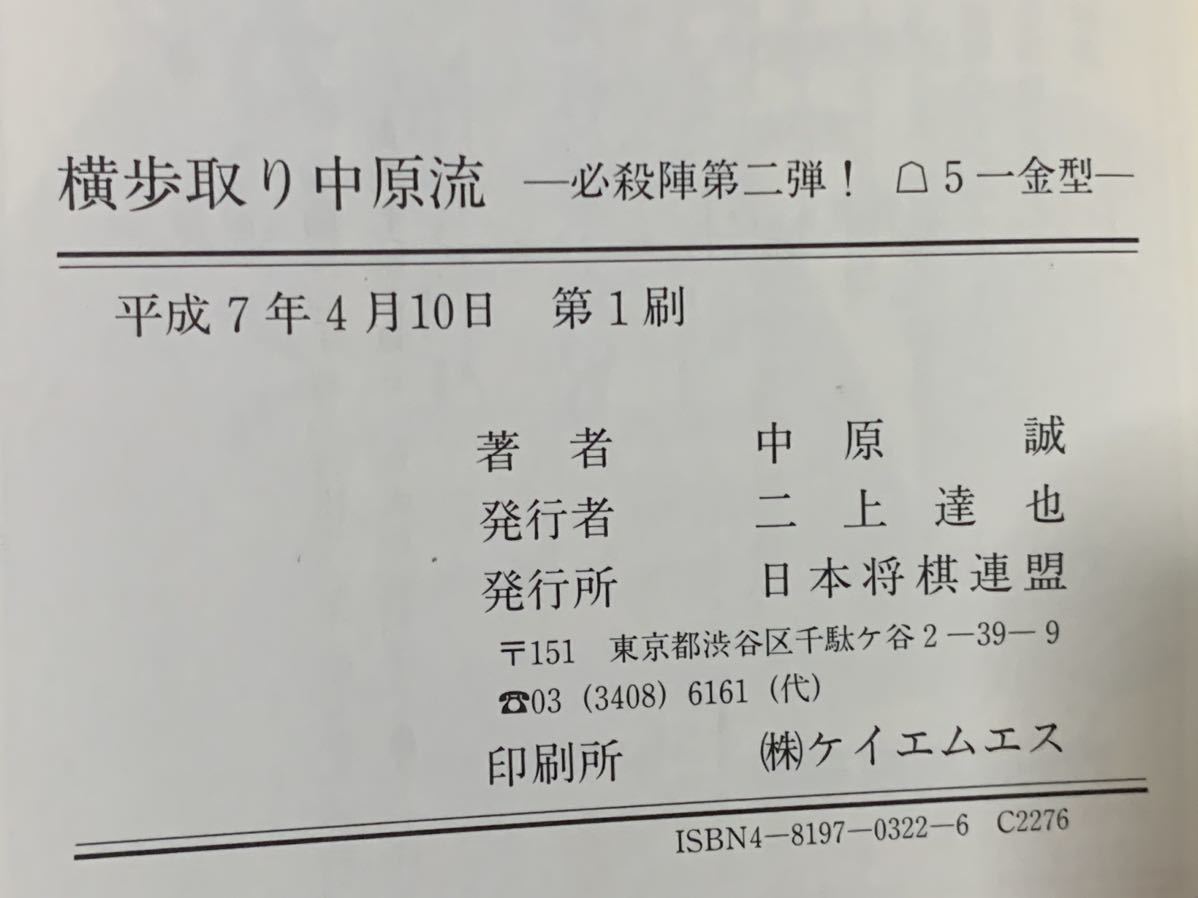 横歩取り中原流 ―必殺陣第二弾! ☖5一金型―
平成7年4月10日 第1刷
著者 中原誠
発行者 二上達也
発行所 日本将棋連盟
〒151 東京都渋谷区千駄ケ谷2－39－9
☎03 (3408) 6161 (代)
印刷所 ㈱ケイエムエス
ISBN4－8197－0322－6 C2276